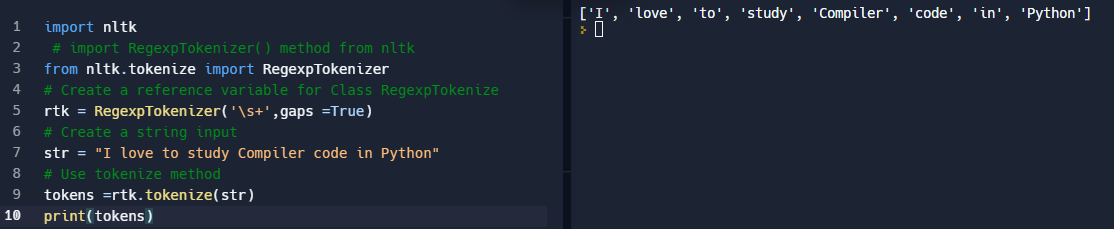 1 import nltk
2  # import RegexpTokenizer() method from nltk
3 from nltk.tokenize import RegexpTokenizer
4 # Create a reference variable for Class RegexpTokenize
5 rtk = RegexpTokenizer('\s+',gaps =True)
6 # Create a string input
7 str = "I love to study Compiler code in Python"
8 # Use tokenize method
9 tokens =rtk.tokenize(str)
10 print(tokens)
['I', 'love', 'to', 'study', 'Compiler', 'code', 'in', 'Python']